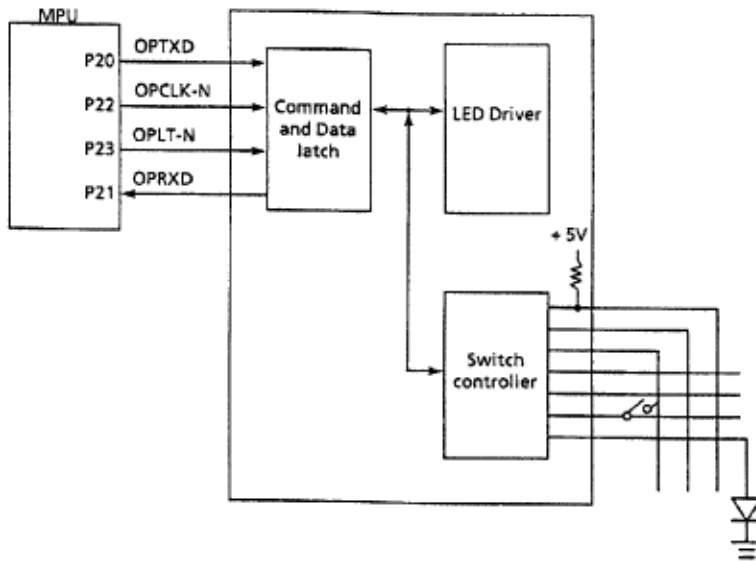 MPU
P20
OPTXD
P22
OPCLK-N
P23
OPLT-N
P21
OPRXD
Command
and Data
latch
LED Driver
+ 5V
Switch
controller